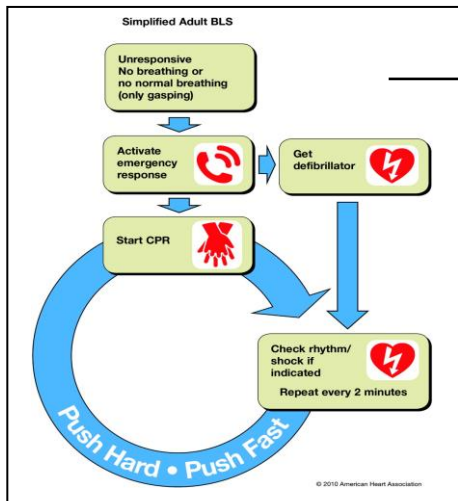 Simplified Adult BLS
Unresponsive
No breathing or
no normal breathing
(only gasping)
Activate
emergency
response
Get
defibrillator
Start CPR
Check rhythm/
shock if
indicated
Repeat every 2 minutes
Push Hard • Push Fast
© 2010 American Heart Association